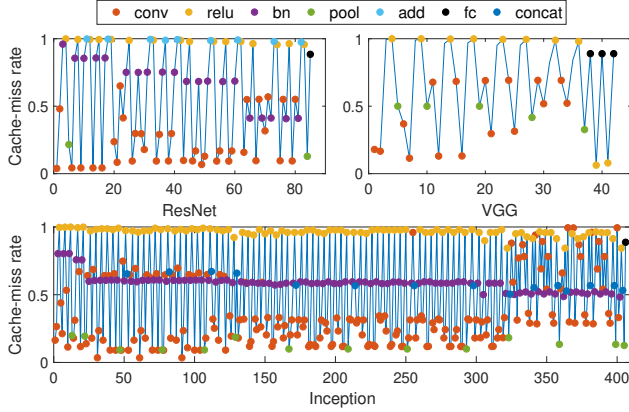 conv relu bn pool add fc concat
Cache-miss rate
1
0.5
0
0 20 40 60 80
ResNet
1
0.5
0
0 10 20 30 40
VGG
Cache-miss rate
1
0.5
0
0 50 100 150 200 250 300 350 400
Inception